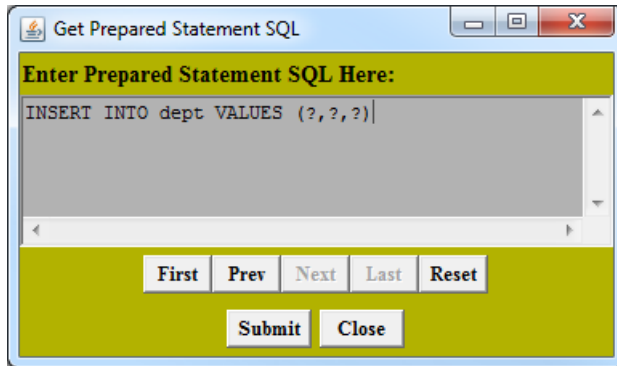 Get Prepared Statement SQL
Enter Prepared Statement SQL Here:
INSERT INTO dept VALUES (?,?,?)
First Prev Next Last Reset
Submit Close